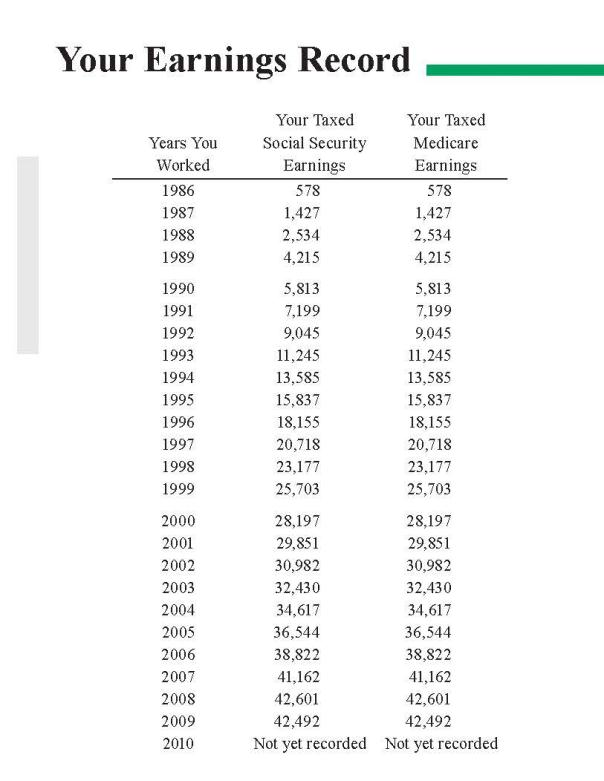 Your Earnings Record
Your Taxed Your Taxed
Years You Social Security Medicare
Worked Earnings Earnings
1986 578 578
1987 1,427 1,427
1988 2,534 2,534
1989 4,215 4,215
1990 5,813 5,813
1991 7,199 7,199
1992 9,045 9,045
1993 11,245 11,245
1994 13,585 13,585
1995 15,837 15,837
1996 18,155 18,155
1997 20,718 20,718
1998 23,177 23,177
1999 25,703 25,703
2000 28,197 28,197
2001 29,851 29,851
2002 30,982 30,982
2003 32,430 32,430
2004 34,617 34,617
2005 36,544 36,544
2006 38,822 38,822
2007 41,162 41,162
2008 42,601 42,601
2009 42,492 42,492
2010 Not yet recorded Not yet recorded